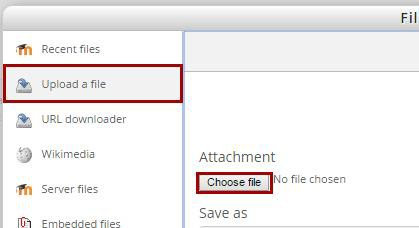 Fil
Recent files
Upload a file
URL downloader
Wikimedia
Server files
Embedded files
Attachment
Choose file No file chosen
Save as